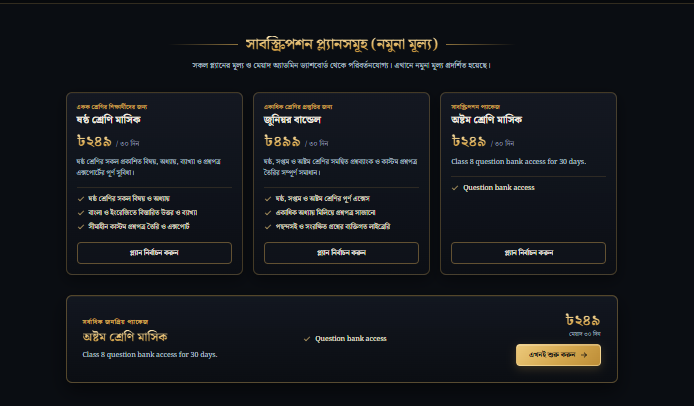 সাবস্ক্রিপশন প্ল্যানসমূহ (নমুনা মূল্য)
সকল প্ল্যানের মূল্য ও মেয়াদ অ্যাডমিন ড্যাশবোর্ড থেকে পরিবর্তনযোগ্য। এখানে নমুনা মূল্য প্রদর্শিত হয়েছে।
একক শ্রেণির শিক্ষার্থীদের জন্য
ষষ্ঠ শ্রেণি মাসিক
৳২৪৯ / ৩০ দিন
ষষ্ঠ শ্রেণির সকল প্রকাশিত বিষয়, অধ্যায়, ব্যাখ্যা ও প্রশ্নপত্র
এক্সপোর্টের পূর্ণ সুবিধা।
ষষ্ঠ শ্রেণির সকল বিষয় ও অধ্যায়
বাংলা ও ইংরেজিতে বিস্তারিত উত্তর ও ব্যাখ্যা
সীমাহীন কাস্টম প্রশ্নপত্র তৈরি ও এক্সপোর্ট
প্ল্যান নির্বাচন করুন
একাধিক শ্রেণির প্রস্তুতির জন্য
জুনিয়র বান্ডেল
৳৪৯৯ / ৩০ দিন
ষষ্ঠ, সপ্তম ও অষ্টম শ্রেণির সমন্বিত প্রশ্নব্যাংক ও কাস্টম প্রশ্নপত্র
তৈরির সম্পূর্ণ সমাধান।
ষষ্ঠ, সপ্তম ও অষ্টম শ্রেণির পূর্ণ এক্সেস
একাধিক অধ্যায় মিলিয়ে প্রশ্নপত্র সাজানো
পছন্দসই ও সংরক্ষিত প্রশ্নের ব্যক্তিগত লাইব্রেরি
প্ল্যান নির্বাচন করুন
সাবস্ক্রিপশন প্যাকেজ
অষ্টম শ্রেণি মাসিক
৳২৪৯ / ৩০ দিন
Class 8 question bank access for 30 days.
Question bank access
প্ল্যান নির্বাচন করুন
সর্বাধিক জনপ্রিয় প্যাকেজ
অষ্টম শ্রেণি মাসিক
Class 8 question bank access for 30 days.
Question bank access
৳২৪৯
মেয়াদ ৩০ দিন
এখনই শুরু করুন →